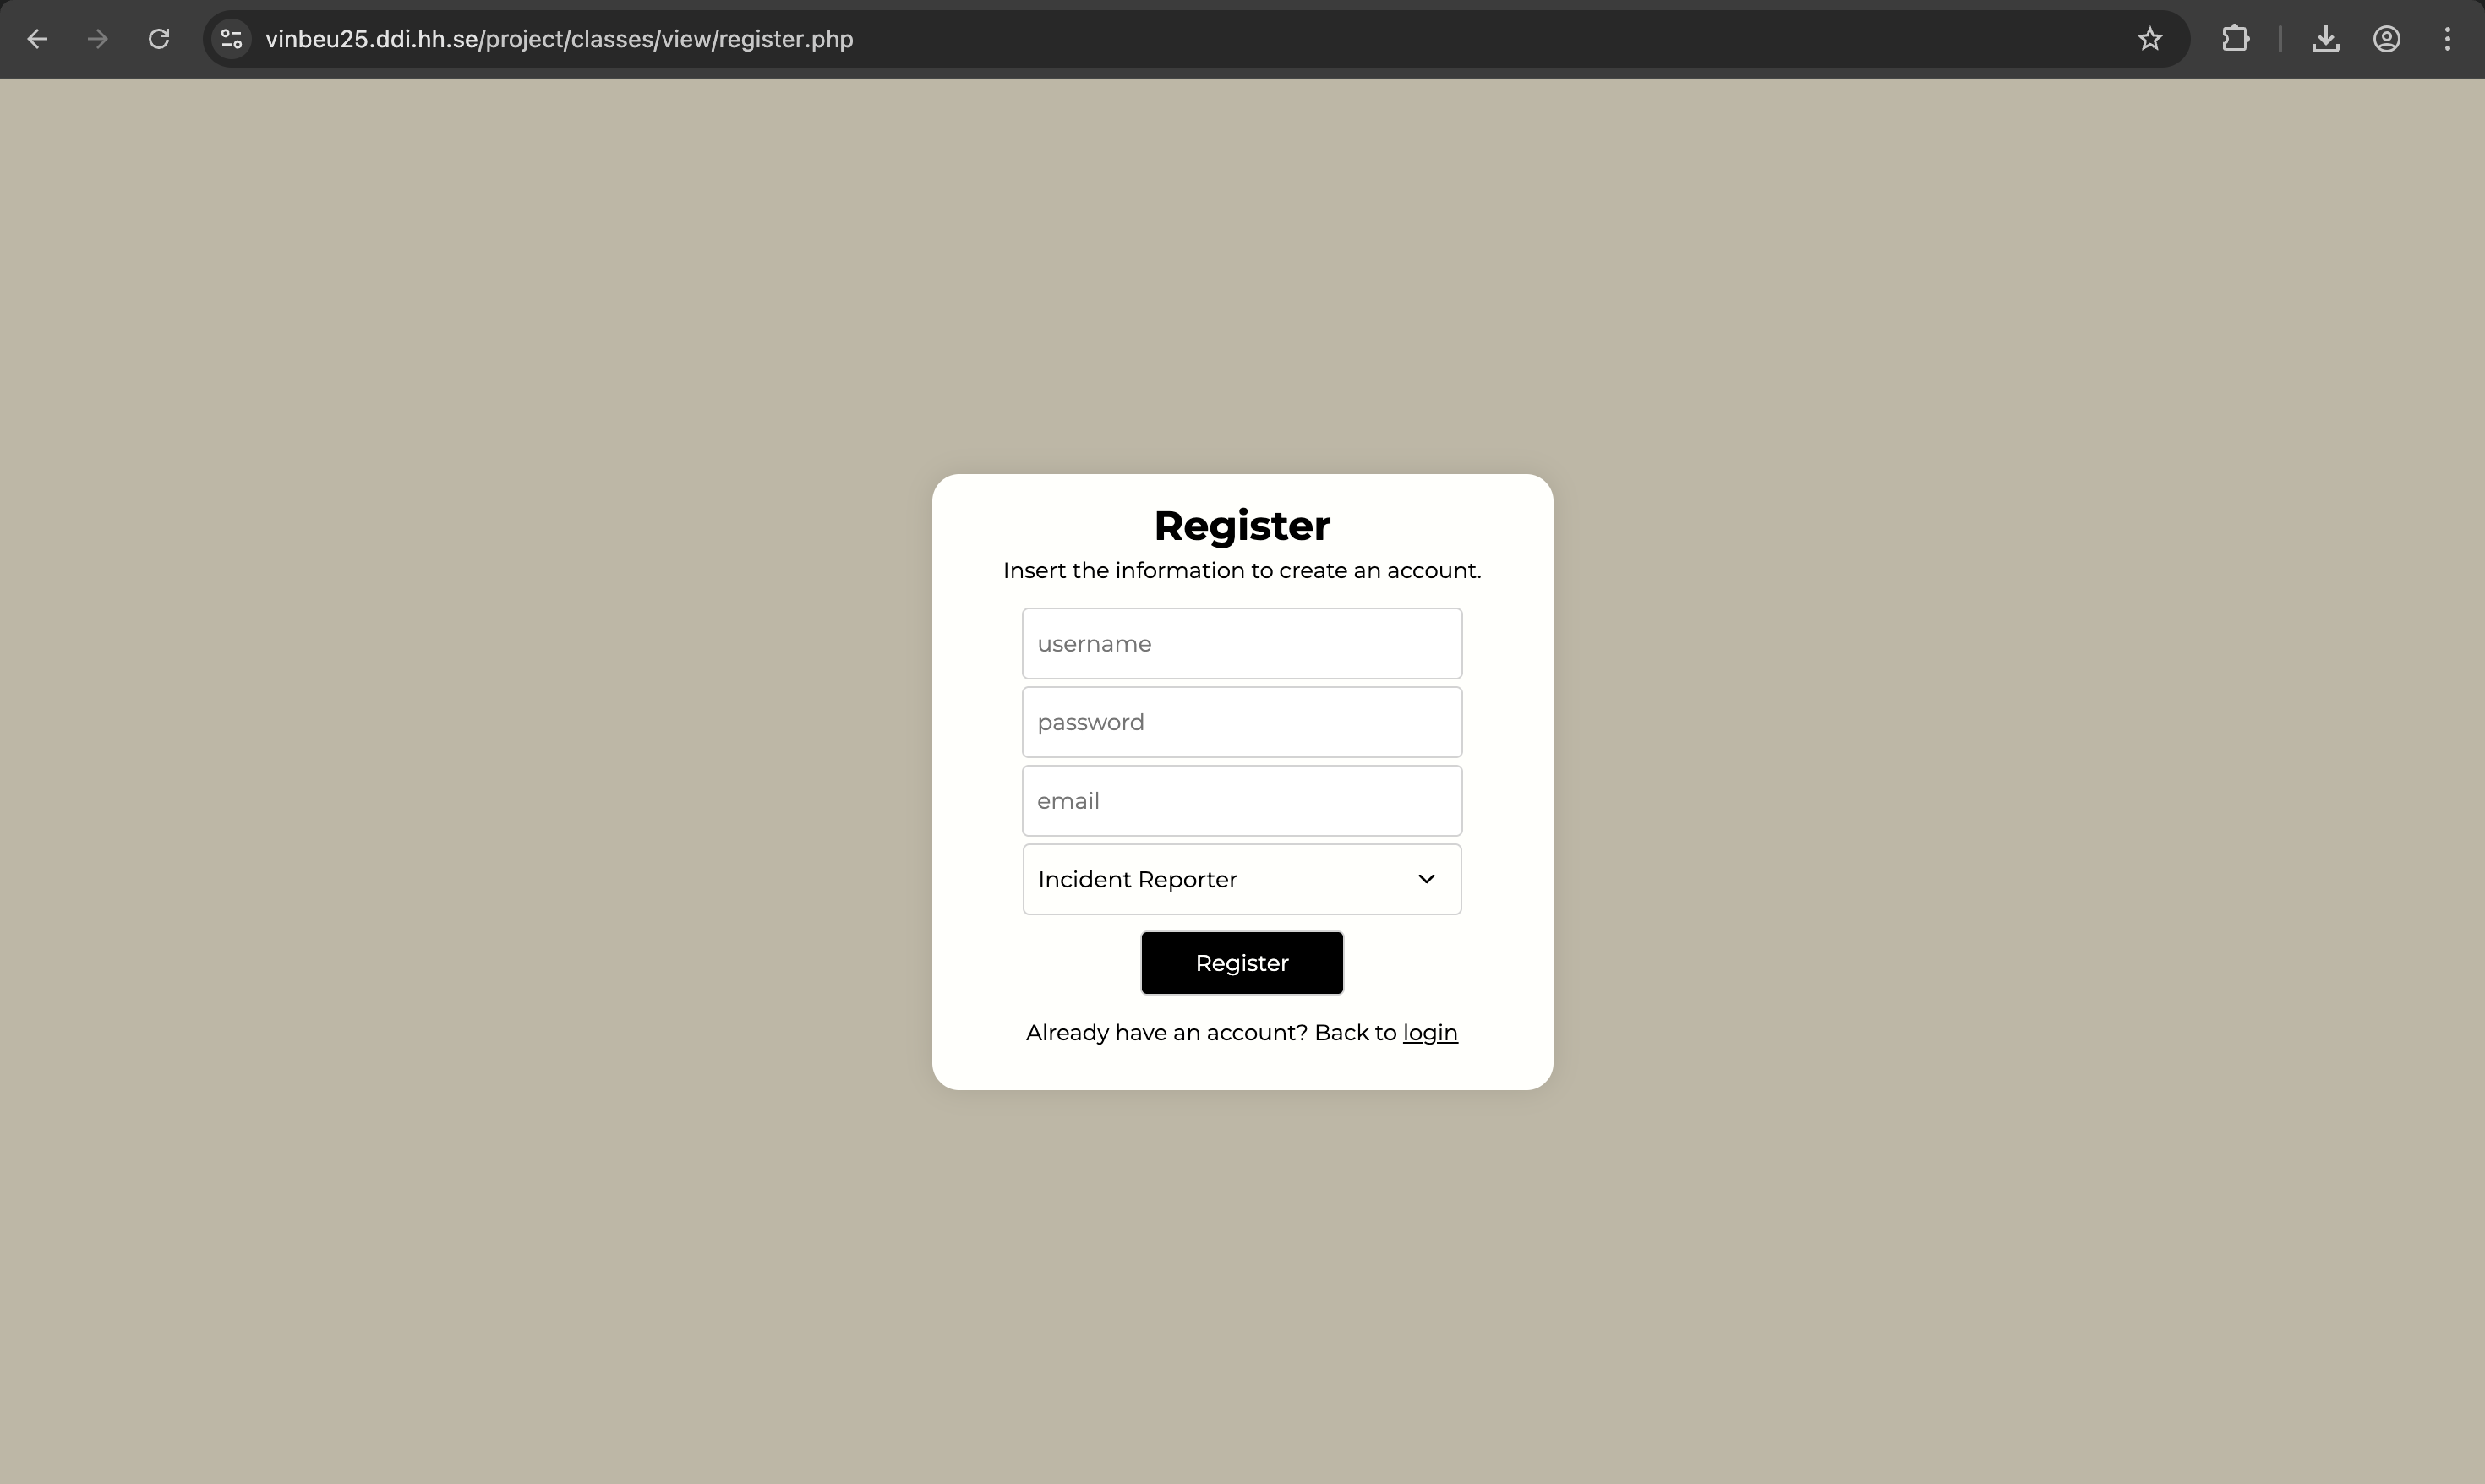 vinbeu25.ddi.hh.se/project/classes/view/register.php
Register
Insert the information to create an account.
username
password
email
Incident Reporter
Register
Already have an account? Back to login